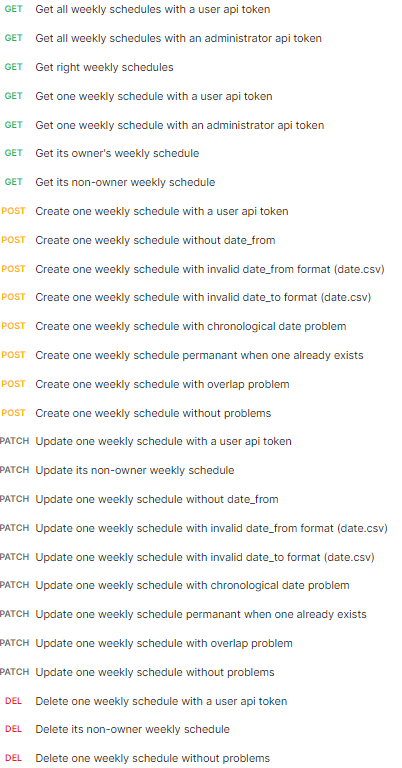 GET Get all weekly schedules with a user api token
GET Get all weekly schedules with an administrator api token
GET Get right weekly schedules
GET Get one weekly schedule with a user api token
GET Get one weekly schedule with an administrator api token
GET Get its owner's weekly schedule
GET Get its non-owner weekly schedule
POST Create one weekly schedule with a user api token
POST Create one weekly schedule without date_from
POST Create one weekly schedule with invalid date_from format (date.csv)
POST Create one weekly schedule with invalid date_to format (date.csv)
POST Create one weekly schedule with chronological date problem
POST Create one weekly schedule permanant when one already exists
POST Create one weekly schedule with overlap problem
POST Create one weekly schedule without problems
PATCH Update one weekly schedule with a user api token
PATCH Update its non-owner weekly schedule
PATCH Update one weekly schedule without date_from
PATCH Update one weekly schedule with invalid date_from format (date.csv)
PATCH Update one weekly schedule with invalid date_to format (date.csv)
PATCH Update one weekly schedule with chronological date problem
PATCH Update one weekly schedule permanant when one already exists
PATCH Update one weekly schedule with overlap problem
PATCH Update one weekly schedule without problems
DEL Delete one weekly schedule with a user api token
DEL Delete its non-owner weekly schedule
DEL Delete one weekly schedule without problems